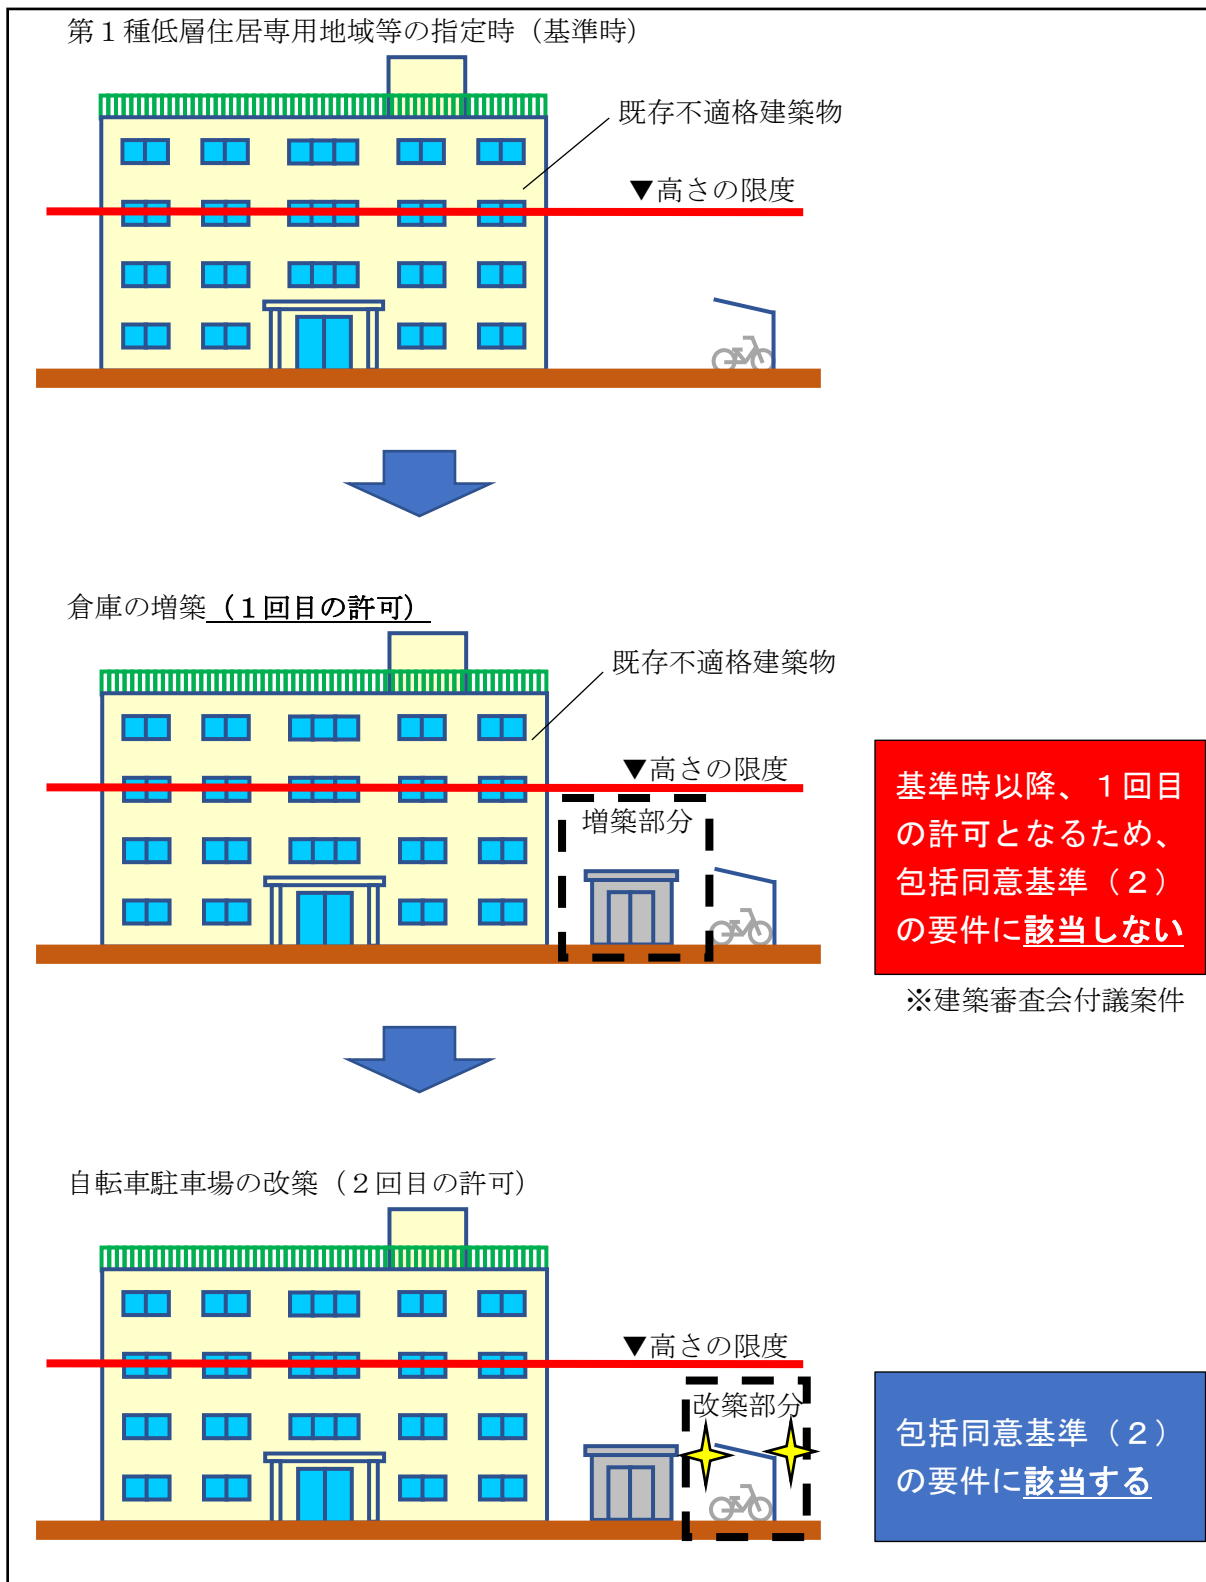 第１種低層住居専用地域等の指定時（基準時）
既存不適格建築物
▼高さの限度
倉庫の増築（１回目の許可）
既存不適格建築物
▼高さの限度
増築部分
基準時以降、１回目
の許可となるため、
包括同意基準（２）
の要件に該当しない
※建築審査会付議案件
自転車駐車場の改築（２回目の許可）
▼高さの限度
改築部分
包括同意基準（２）
の要件に該当する